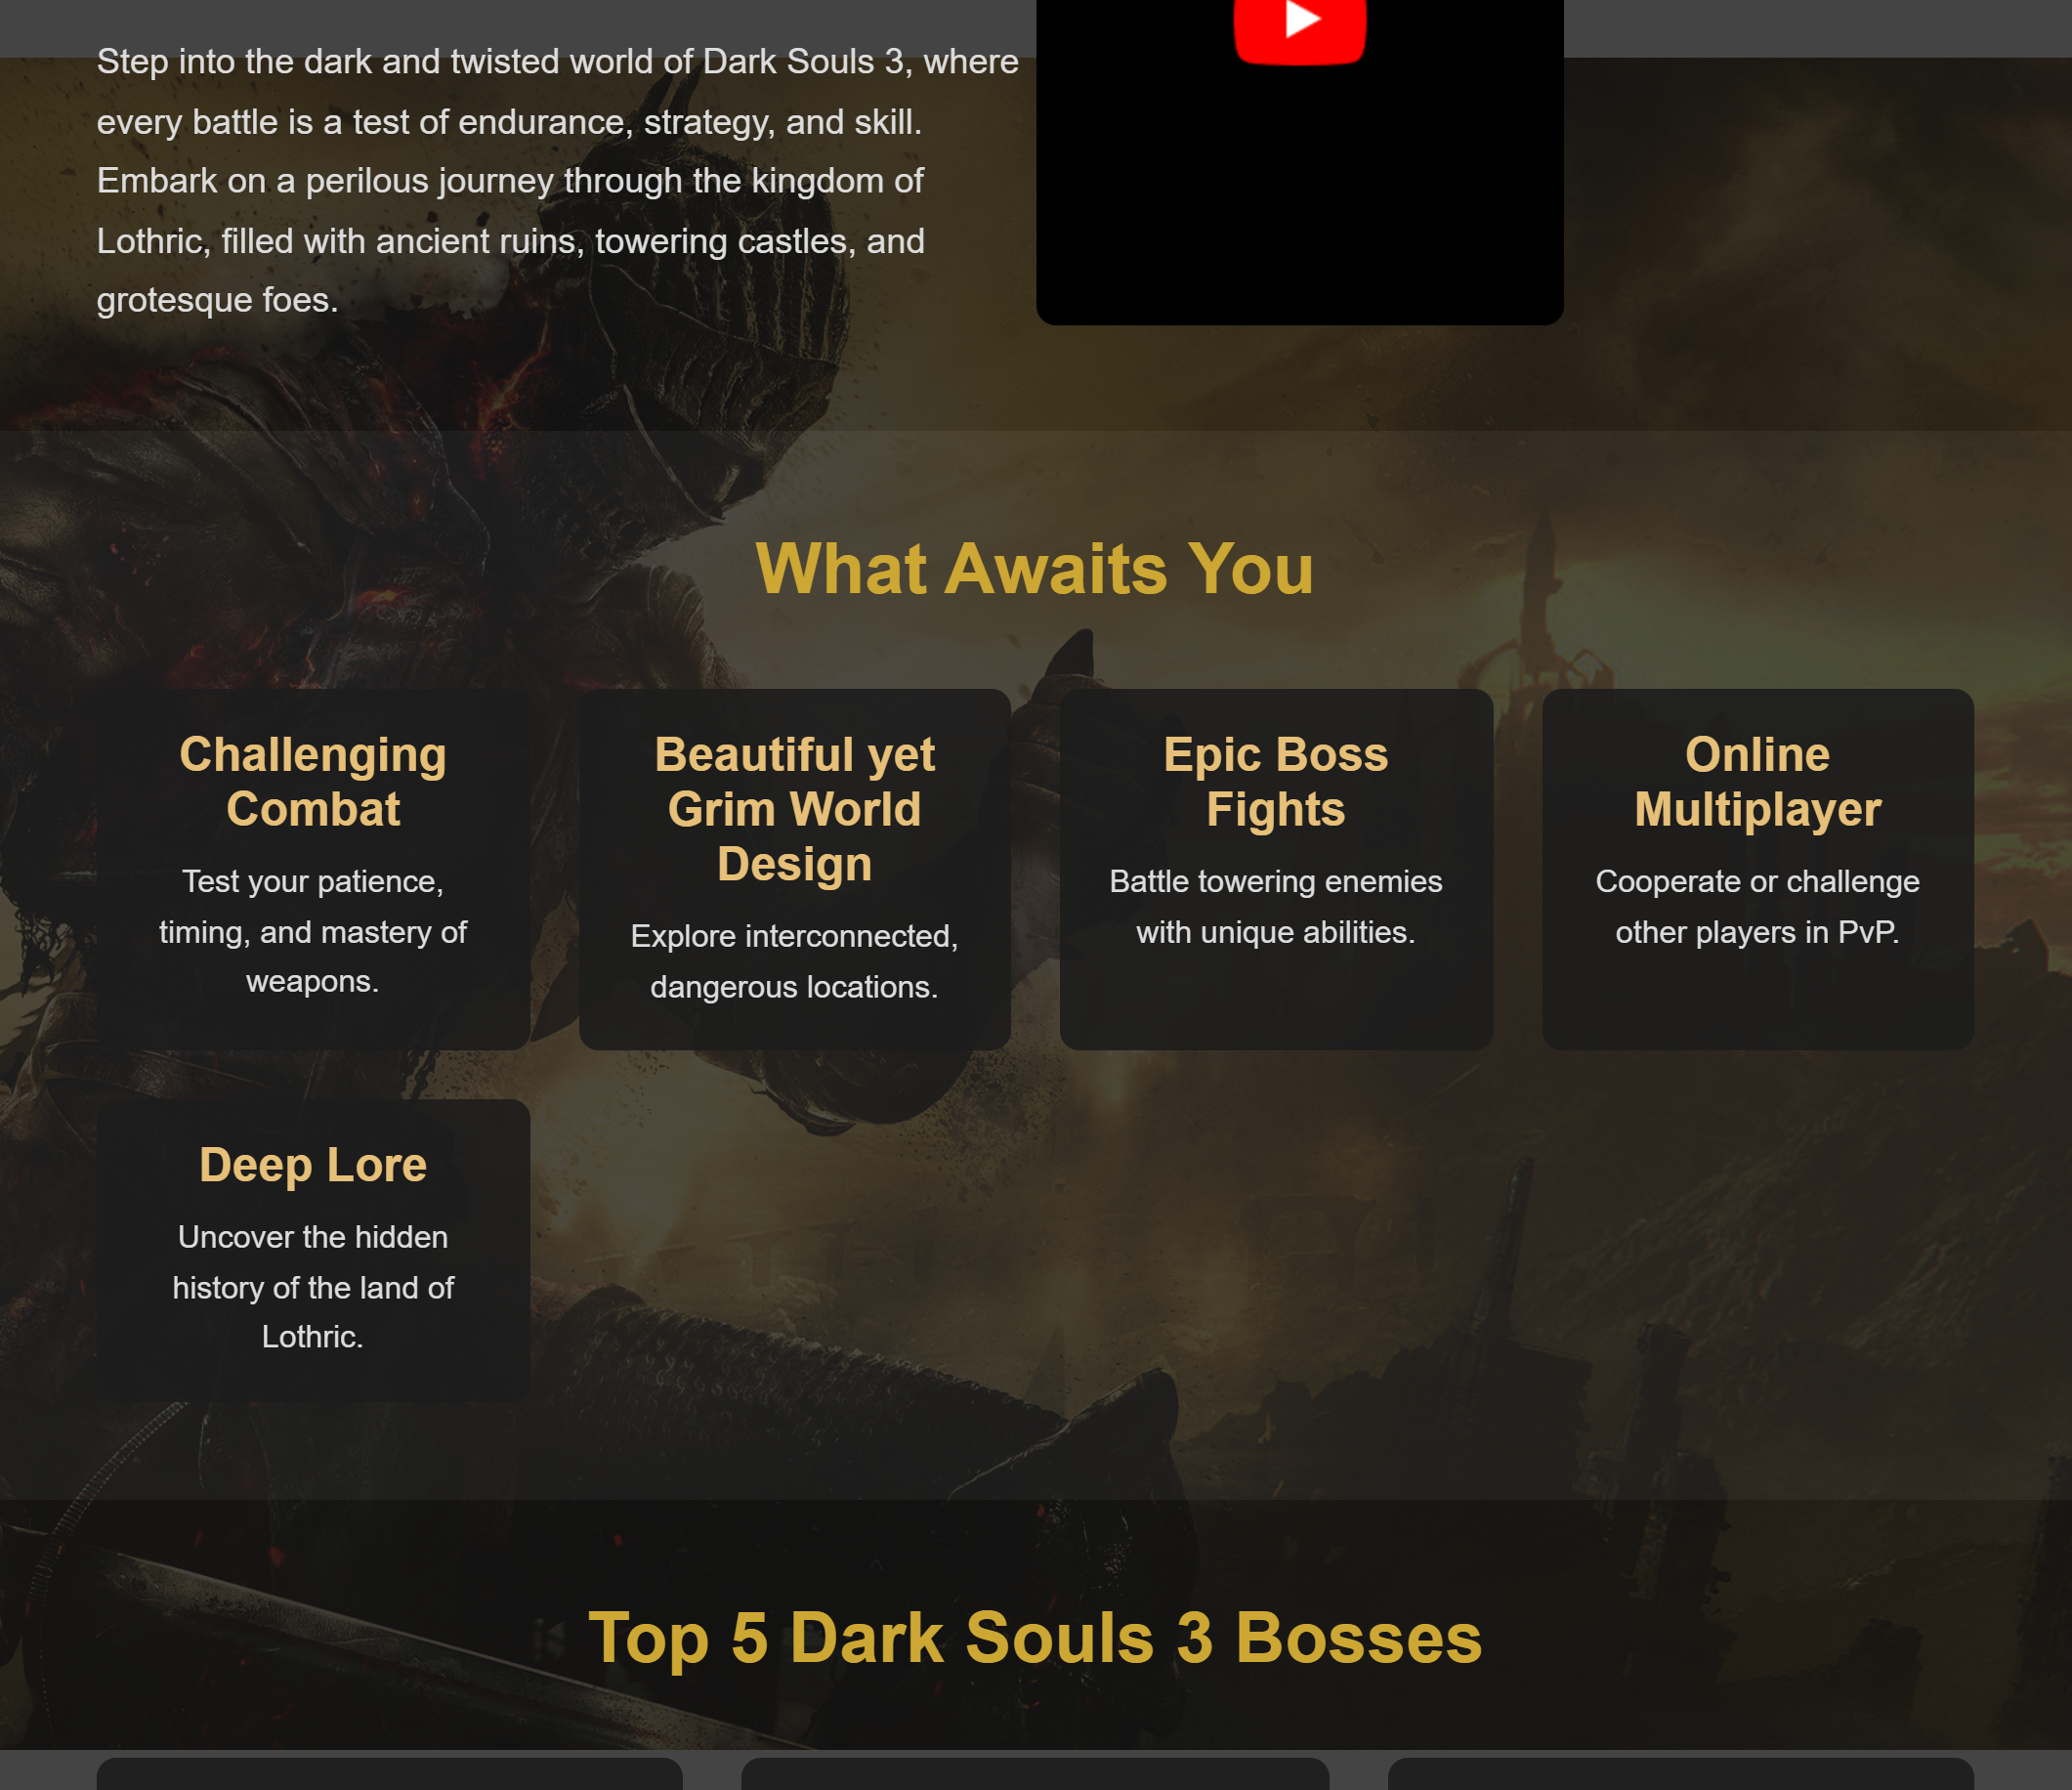 Step into the dark and twisted world of Dark Souls 3, where
every battle is a test of endurance, strategy, and skill.
Embark on a perilous journey through the kingdom of
Lothric, filled with ancient ruins, towering castles, and
grotesque foes.
What Awaits You
Challenging
Combat
Test your patience,
timing, and mastery of
weapons.
Beautiful yet
Grim World
Design
Explore interconnected,
dangerous locations.
Epic Boss
Fights
Battle towering enemies
with unique abilities.
Online
Multiplayer
Cooperate or challenge
other players in PvP.
Deep Lore
Uncover the hidden
history of the land of
Lothric.
Top 5 Dark Souls 3 Bosses